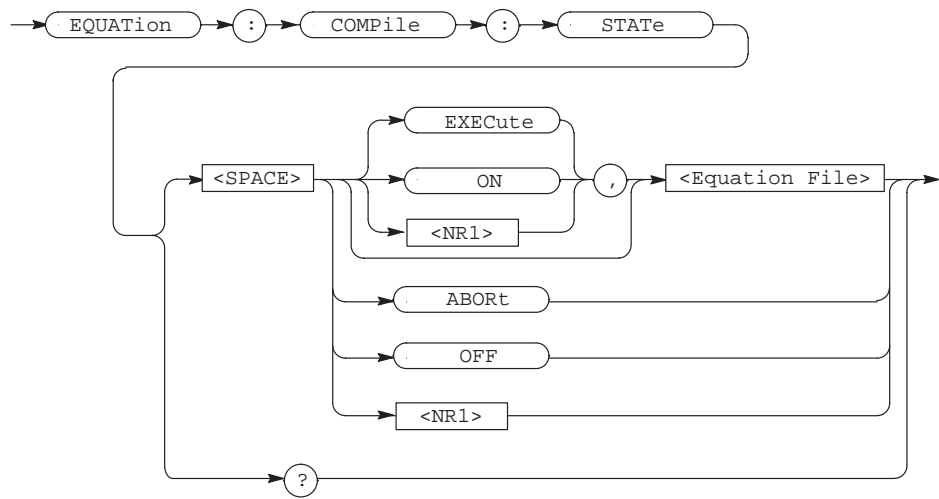 EQUATion : COMPile : STATe
EXECute
<SPACE> ON , <Equation File>
<NR1>
ABORt
OFF
<NR1>
?